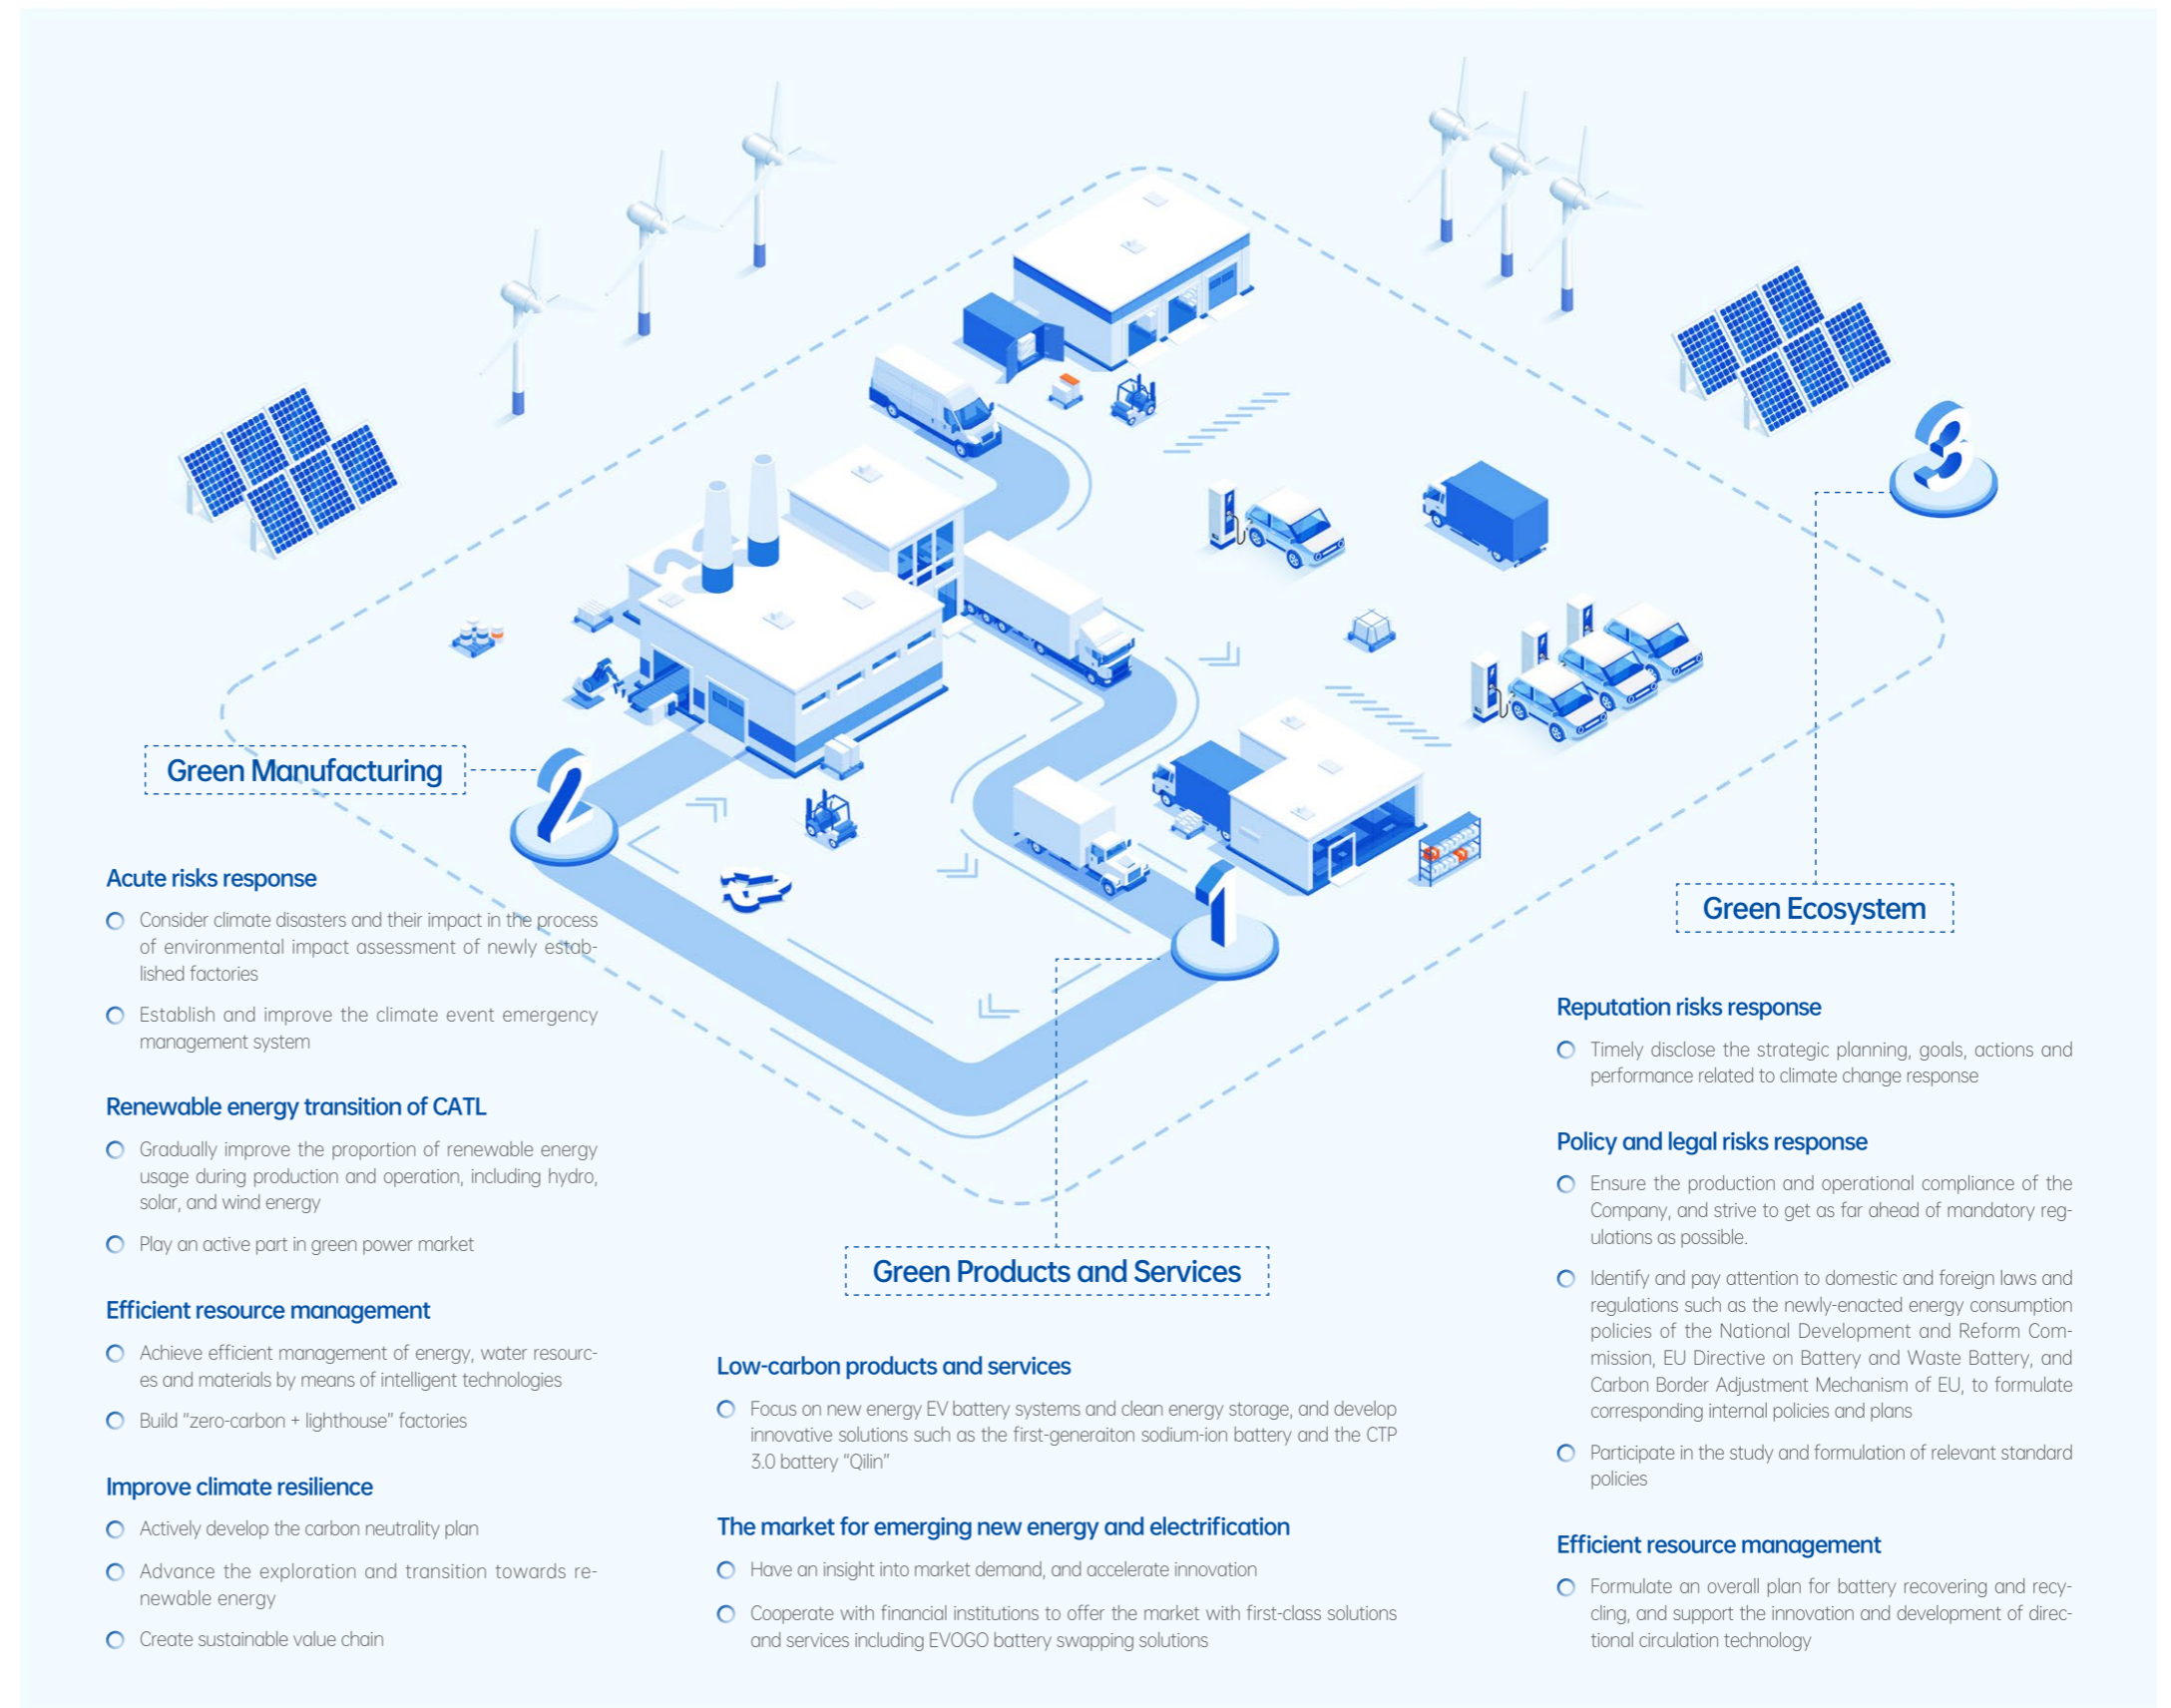 3
2
1
Green Manufacturing
Acute risks response
Consider climate disasters and their impact in the process
of environmental impact assessment of newly estab-
lished factories
Establish and improve the climate event emergency
management system
Renewable energy transition of CATL
Gradually improve the proportion of renewable energy
usage during production and operation, including hydro,
solar, and wind energy
Play an active part in green power market
Efficient resource management
Achieve efficient management of energy, water resourc-
es and materials by means of intelligent technologies
Build "zero-carbon + lighthouse" factories
Improve climate resilience
Actively develop the carbon neutrality plan
Advance the exploration and transition towards re-
newable energy
Create sustainable value chain
Green Products and Services
Low-carbon products and services
Focus on new energy EV battery systems and clean energy storage, and develop
innovative solutions such as the first-generaiton sodium-ion battery and the CTP
3.0 battery "Qilin"
The market for emerging new energy and electrification
Have an insight into market demand, and accelerate innovation
Cooperate with financial institutions to offer the market with first-class solutions
and services including EVOGO battery swapping solutions
Green Ecosystem
Reputation risks response
Timely disclose the strategic planning, goals, actions and
performance related to climate change response
Policy and legal risks response
Ensure the production and operational compliance of the
Company, and strive to get as far ahead of mandatory reg-
ulations as possible.
Identify and pay attention to domestic and foreign laws and
regulations such as the newly-enacted energy consumption
policies of the National Development and Reform Com-
mission, EU Directive on Battery and Waste Battery, and
Carbon Border Adjustment Mechanism of EU, to formulate
corresponding internal policies and plans
Participate in the study and formulation of relevant standard
policies
Efficient resource management
Formulate an overall plan for battery recovering and recy-
cling, and support the innovation and development of direc-
tional circulation technology